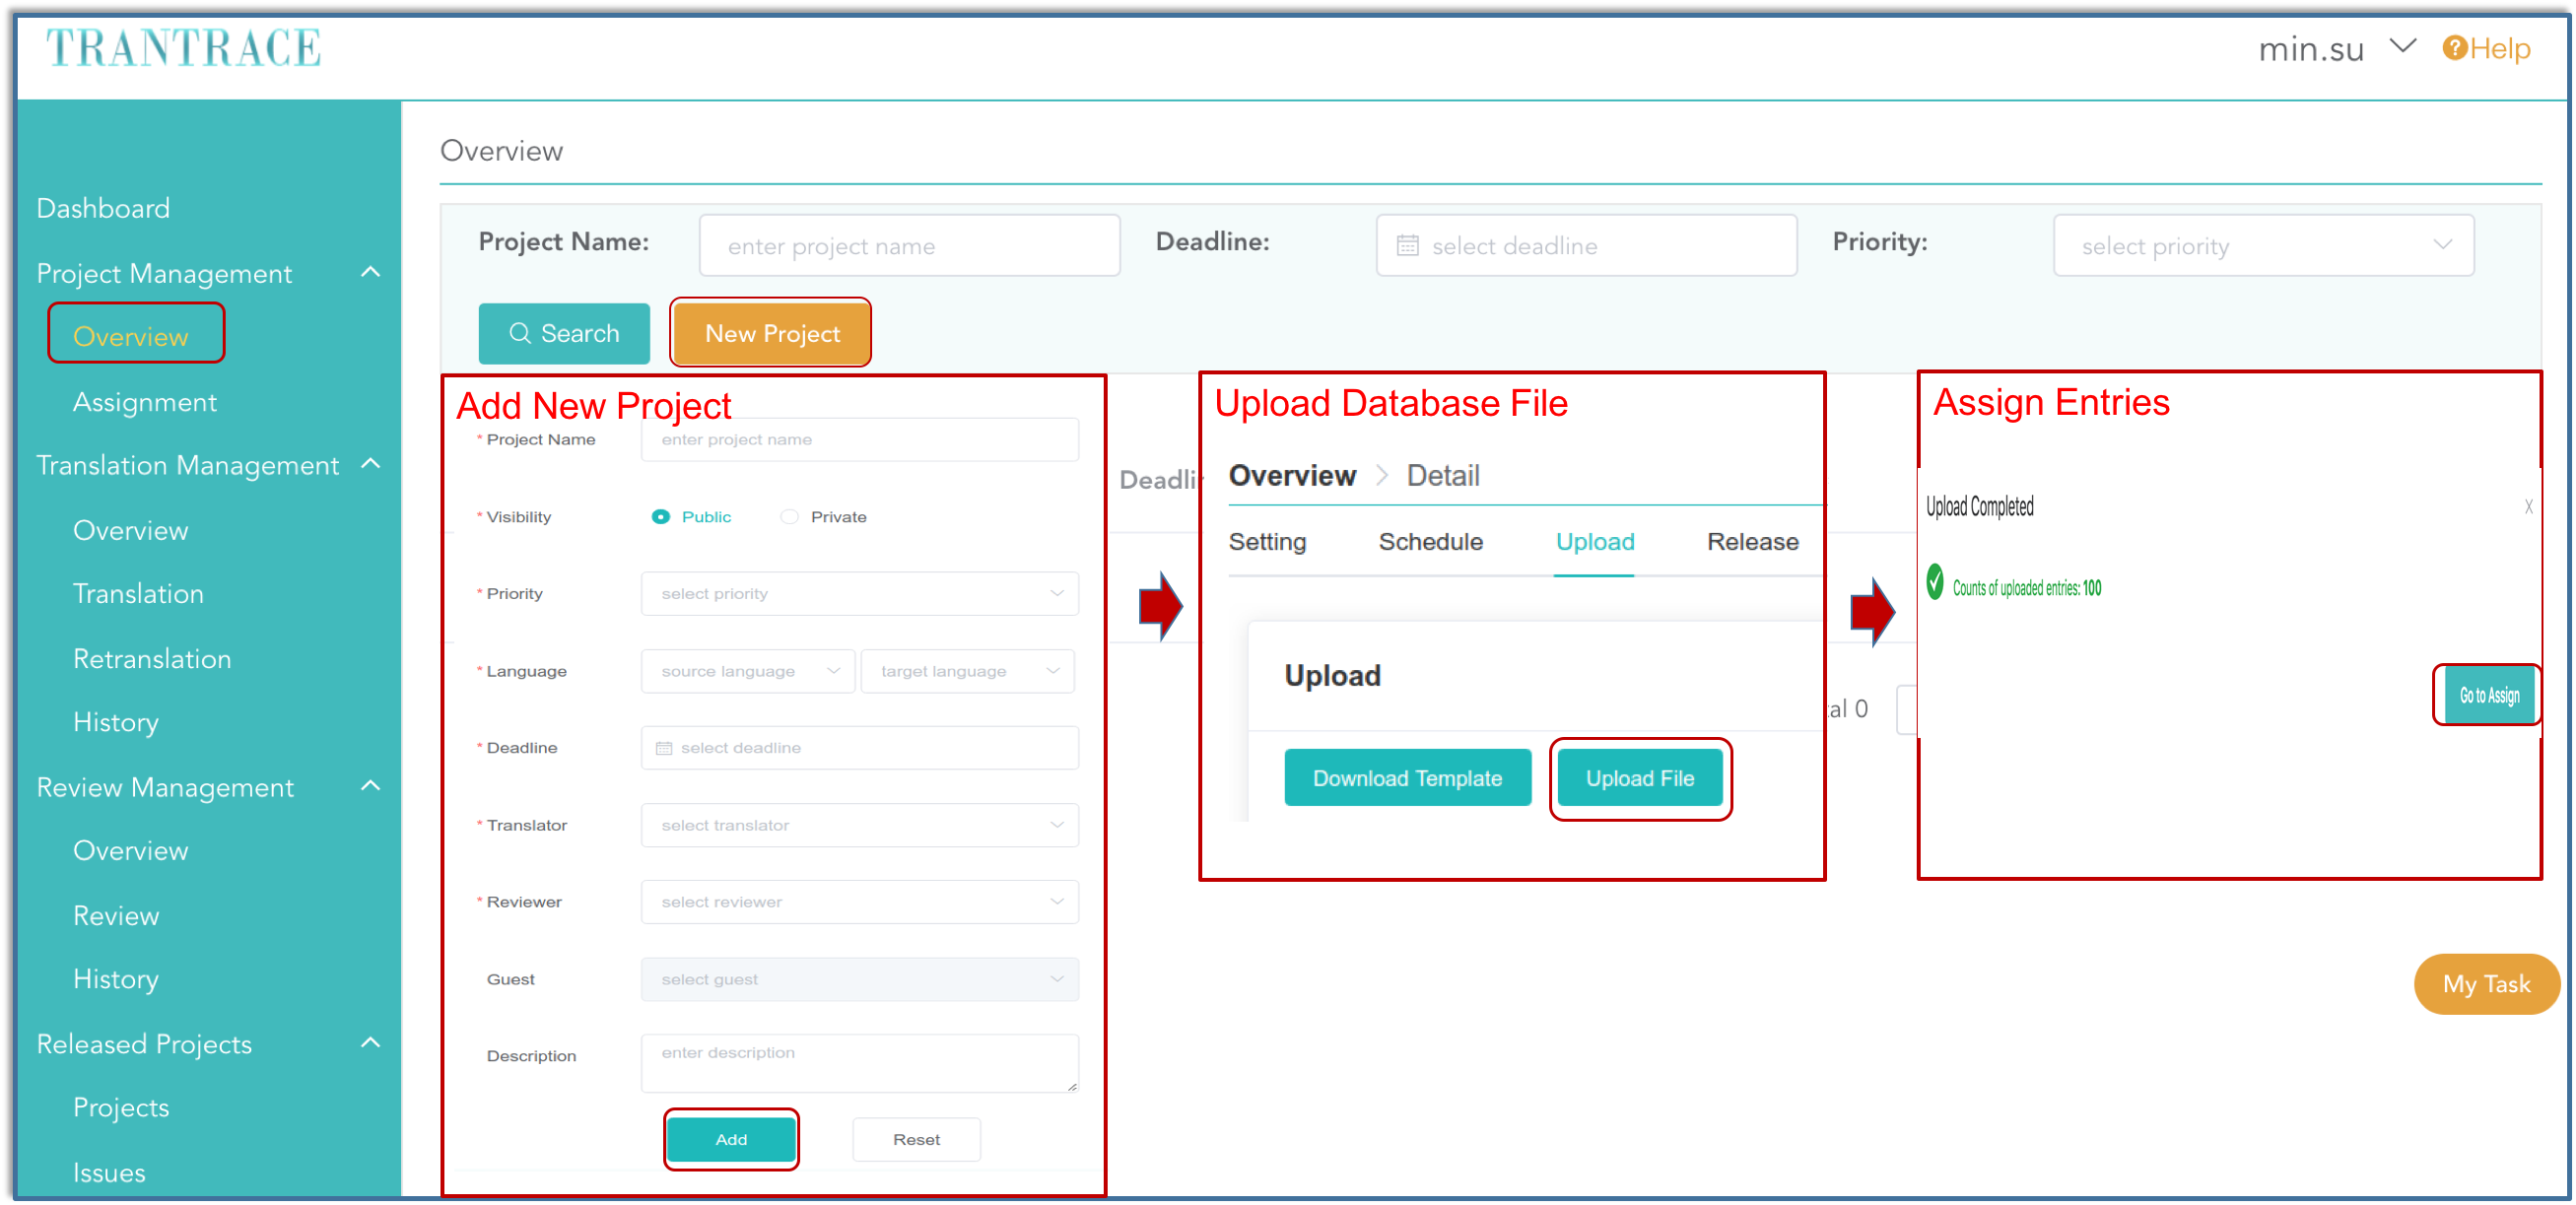 TRANTRACE
min.su
Help
Dashboard
Project Management
Overview
Assignment
Translation Management
Overview
Translation
Retranslation
History
Review Management
Overview
Review
History
Released Projects
Projects
Issues
Overview
Project Name:
enter project name
Deadline:
select deadline
Priority:
select priority
Search
New Project
Add New Project
* Project Name
enter project name
* Visibility
Public
Private
* Priority
select priority
* Language
source language
target language
* Deadline
select deadline
* Translator
select translator
* Reviewer
select reviewer
Guest
select guest
Description
enter description
Add
Reset
Upload Database File
Overview > Detail
Setting
Schedule
Upload
Release
Upload
Download Template
Upload File
Assign Entries
Upload Completed
X
Counts of uploaded entries: 100
Go to Assign
al 0
My Task